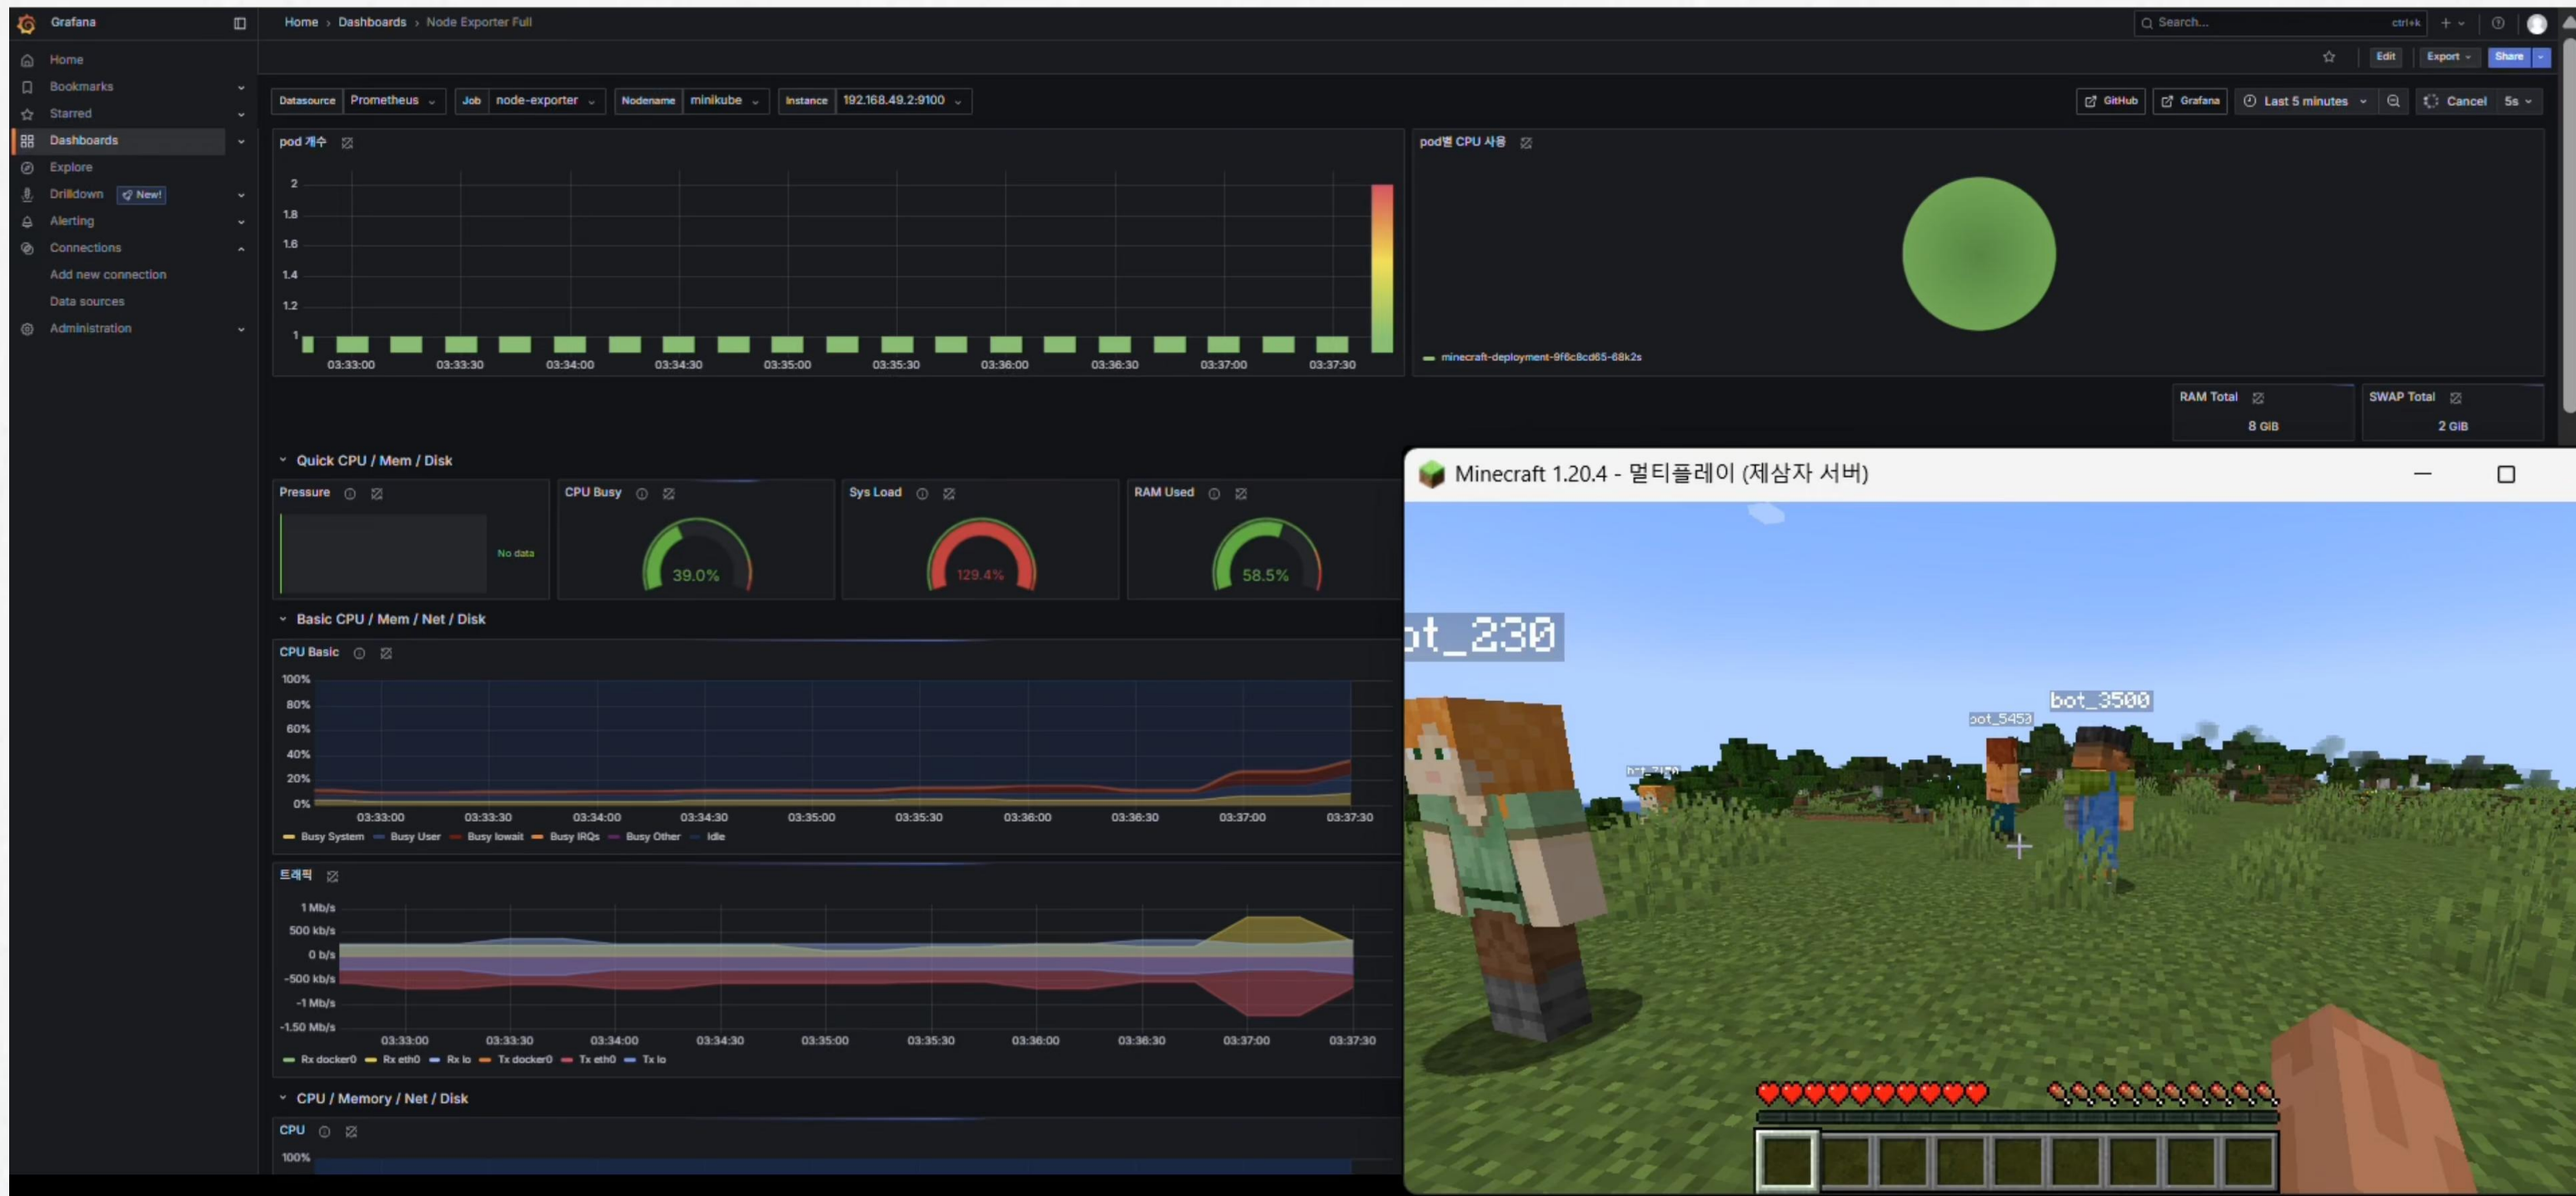 Grafana
Home › Dashboards › Node Exporter Full
Search...
ctrl+k
Home
Bookmarks
Starred
Dashboards
Explore
Drilldown New!
Alerting
Connections
Add new connection
Data sources
Administration
Edit
Export
Share
Datasource Prometheus
Job node-exporter
Nodename minikube
Instance 192.168.49.2:9100
GitHub
Grafana
Last 5 minutes
Cancel
5s
pod 개수
2
1.8
1.6
1.4
1.2
1
03:33:00 03:33:30 03:34:00 03:34:30 03:35:00 03:35:30 03:36:00 03:36:30 03:37:00 03:37:30
pod별 CPU 사용
minecraft-deployment-9f6c8cd65-68k2s
RAM Total
8 GiB
SWAP Total
2 GiB
Quick CPU / Mem / Disk
Pressure
No data
CPU Busy
39.0%
Sys Load
129.4%
RAM Used
58.5%
Basic CPU / Mem / Net / Disk
CPU Basic
100%
80%
60%
40%
20%
0%
03:33:00 03:33:30 03:34:00 03:34:30 03:35:00 03:35:30 03:36:00 03:36:30 03:37:00 03:37:30
Busy System Busy User Busy Iowait Busy IRQs Busy Other Idle
트래픽
1 Mb/s
500 kb/s
0 b/s
-500 kb/s
-1 Mb/s
-1.50 Mb/s
03:33:00 03:33:30 03:34:00 03:34:30 03:35:00 03:35:30 03:36:00 03:36:30 03:37:00 03:37:30
Rx docker0 Rx eth0 Rx lo Tx docker0 Tx eth0 Tx lo
CPU / Memory / Net / Disk
CPU
100%
Minecraft 1.20.4 - 멀티플레이 (제삼자 서버)
ot_230
bot_3500
bot_5450